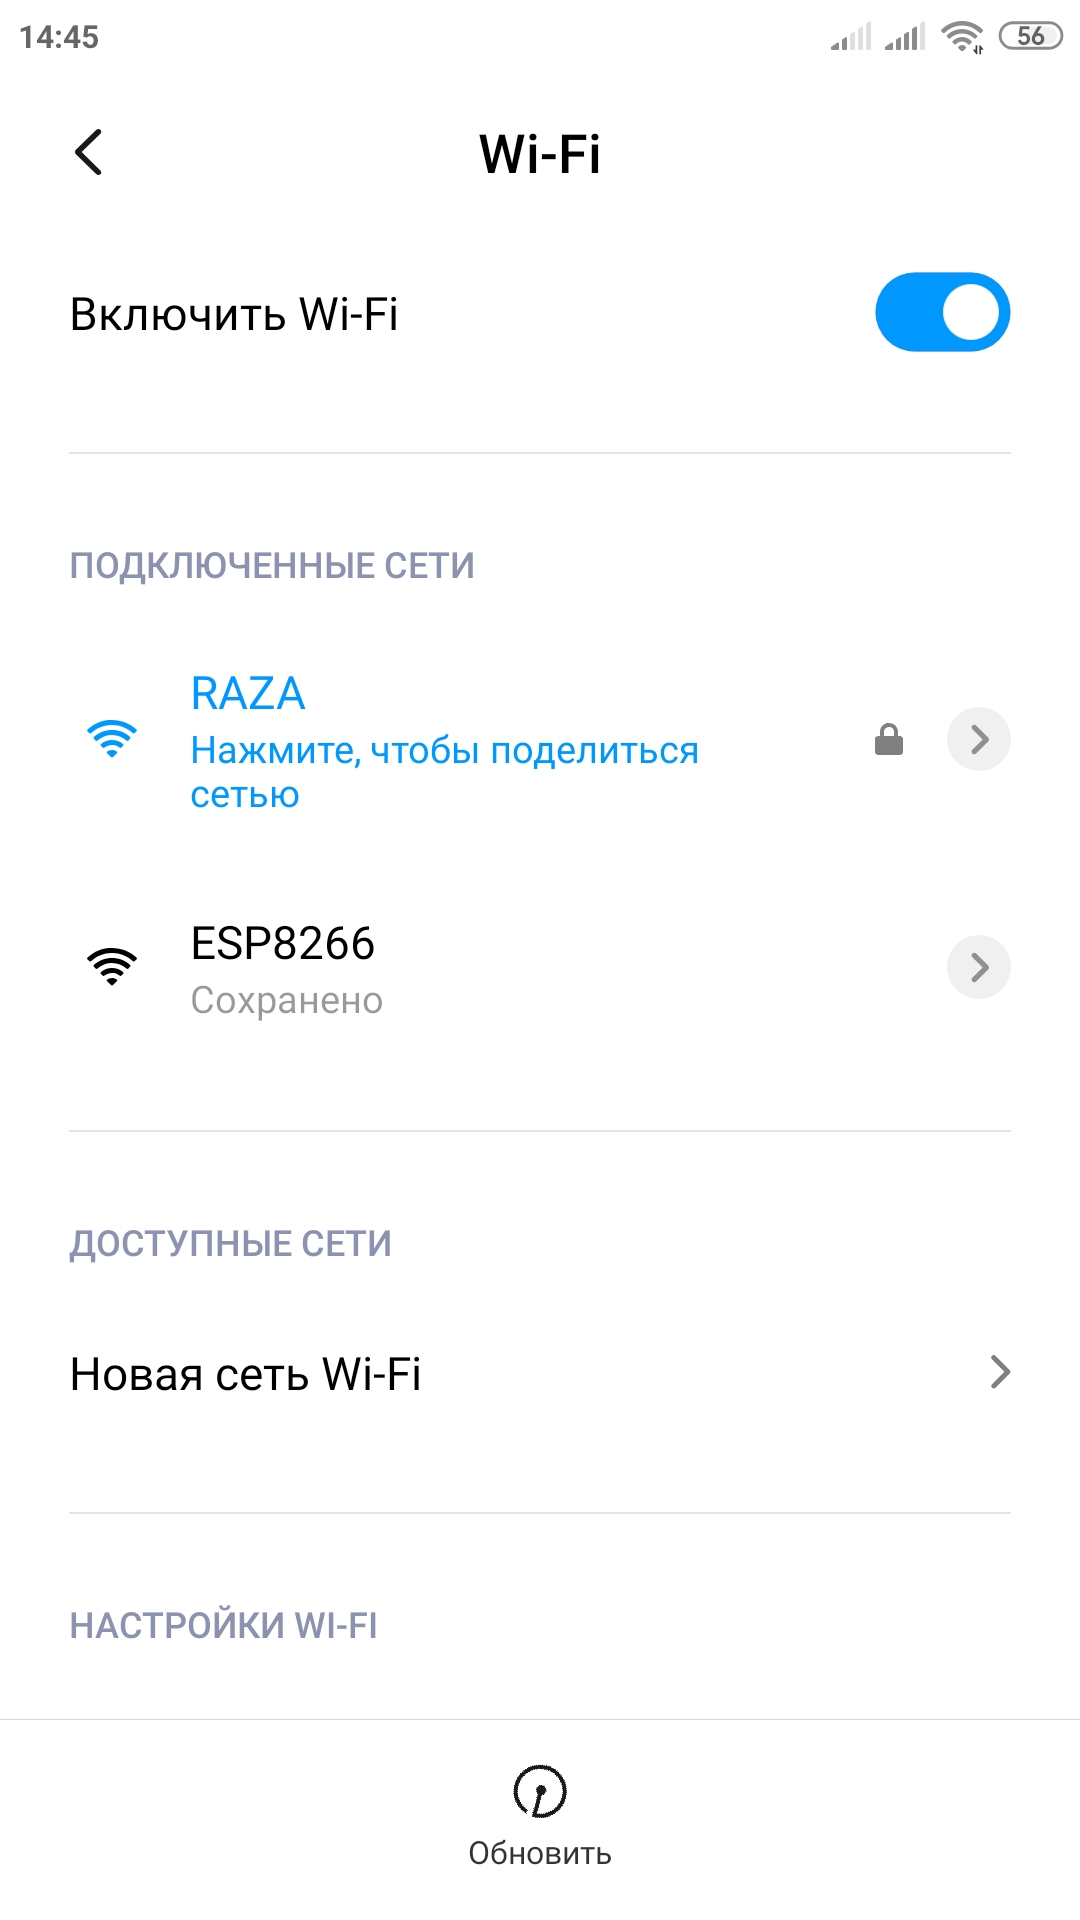 14:45
56
Wi-Fi
Включить Wi-Fi
ПОДКЛЮЧЕННЫЕ СЕТИ
RAZA
Нажмите, чтобы поделиться
сетью
ESP8266
Сохранено
ДОСТУПНЫЕ СЕТИ
Новая сеть Wi-Fi
НАСТРОЙКИ WI-FI
Обновить